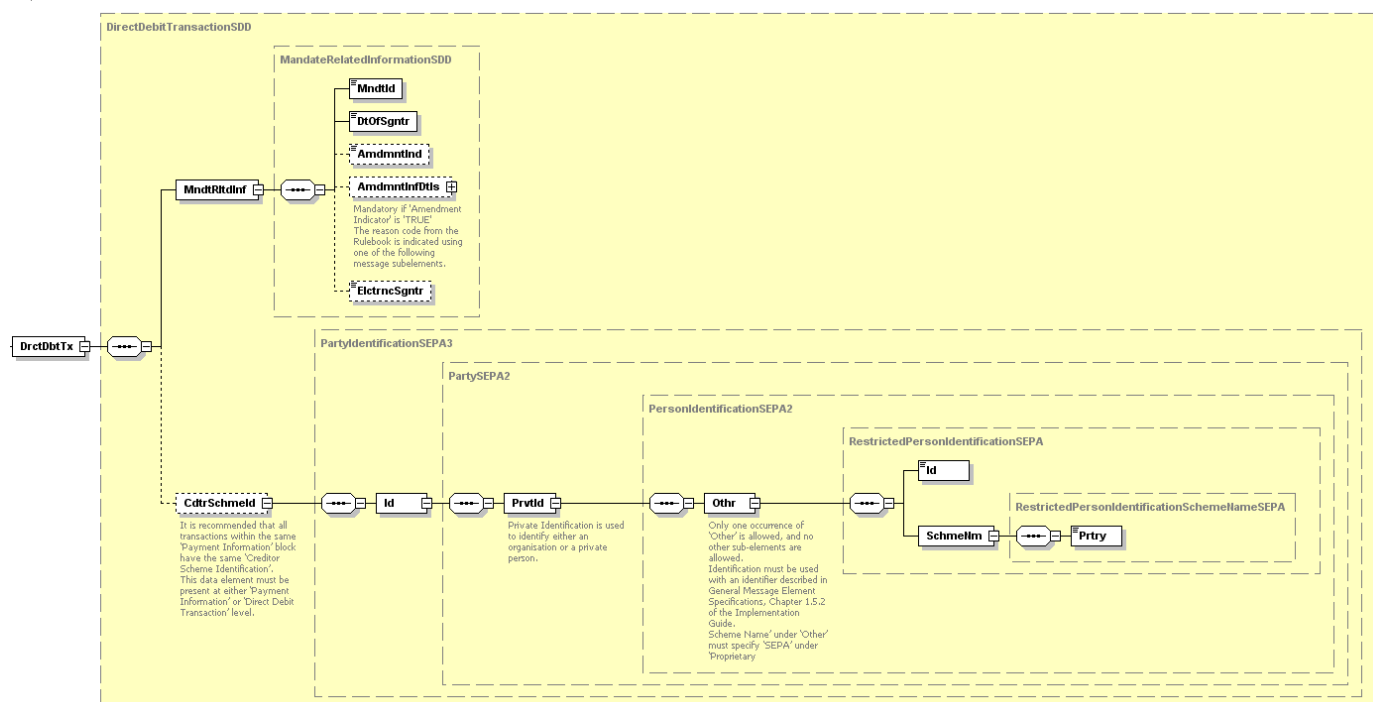 DirectDebitTransactionSDD
MandateRelatedInformationSDD
MndtId
DtOfSgntr
AmdmntInd
MndtRltdInf
AmdmntInfDtls
Mandatory if 'Amendment
Indicator' is 'TRUE'
The reason code from the
Rulebook is indicated using
one of the following
message subelements.
ElctrncSgntr
DrctDbtTx
PartyIdentificationSEPA3
PartySEPA2
PersonIdentificationSEPA2
RestrictedPersonIdentificationSEPA
Id
CdtrSchmeId
It is recommended that all
transactions within the same
'Payment Information' block
have the same 'Creditor
Scheme Identification'.
This data element must be
present at either 'Payment
Information' or 'Direct Debit
Transaction' level.
Id
PrvtId
Private Identification is used
to identify either an
organisation or a private
person.
Othr
Only one occurrence of
'Other' is allowed, and no
other sub-elements are
allowed.
Identification must be used
with an identifier described in
General Message Element
Specifications, Chapter 1.5.2
of the Implementation
Guide.
Scheme Name' under 'Other'
must specify 'SEPA' under
'Proprietary
RestrictedPersonIdentificationSchemeNameSEPA
SchmeNm
Prtry